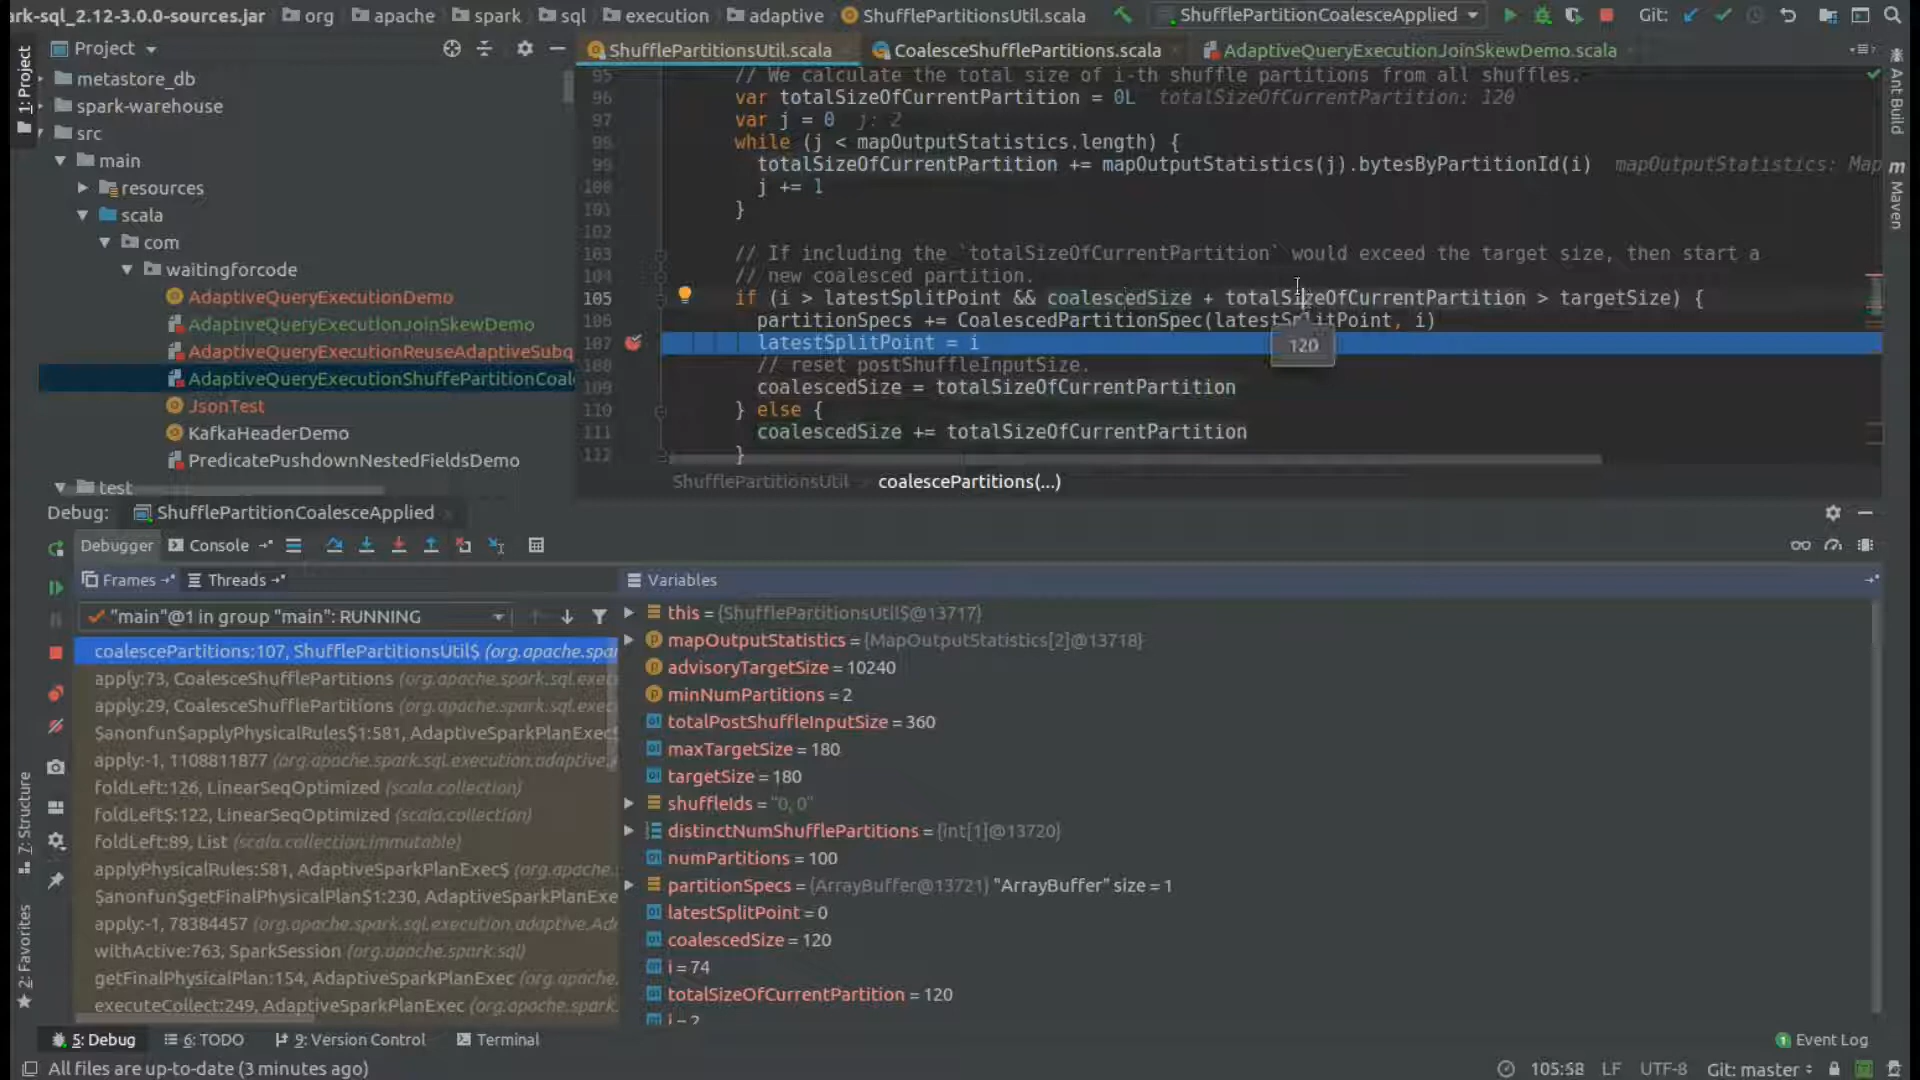 rk-sql_2.12-3.0.0-sources.jar org apache spark sql execution adaptive ShufflePartitionsUtil.scala ShufflePartitionCoalesceApplied Git:
1: Project
Project
ShufflePartitionsUtil.scala CoalesceShufflePartitions.scala AdaptiveQueryExecutionJoinSkewDemo.scala
metastore_db
spark-warehouse
src
main
resources
scala
com
waitingforcode
AdaptiveQueryExecutionDemo
AdaptiveQueryExecutionJoinSkewDemo
AdaptiveQueryExecutionReuseAdaptiveSubq
AdaptiveQueryExecutionShuffePartitionCoal
JsonTest
KafkaHeaderDemo
PredicatePushdownNestedFieldsDemo
test
95 // We calculate the total size of i-th shuffle partitions from all shuffles.
96 var totalSizeOfCurrentPartition = 0L totalSizeOfCurrentPartition: 120
97 var j = 0 j: 2
98 while (j < mapOutputStatistics.length) {
99 totalSizeOfCurrentPartition += mapOutputStatistics(j).bytesByPartitionId(i) mapOutputStatistics: Map
100 j += 1
101 }
102
103 // If including the `totalSizeOfCurrentPartition` would exceed the target size, then start a
104 // new coalesced partition.
105 if (i > latestSplitPoint && coalescedSize + totalSizeOfCurrentPartition > targetSize) {
106 partitionSpecs += CoalescedPartitionSpec(latestSplitPoint, i)
107 latestSplitPoint = i
120
108 // reset postShuffleInputSize.
109 coalescedSize = totalSizeOfCurrentPartition
110 } else {
111 coalescedSize += totalSizeOfCurrentPartition
112 }
ShufflePartitionsUtil coalescePartitions(...)
Ant Build
Maven
Debug: ShufflePartitionCoalesceApplied
Debugger Console
Frames Threads
"main"@1 in group "main": RUNNING
coalescePartitions:107, ShufflePartitionsUtil$ (org.apache.spa
apply:73, CoalesceShufflePartitions (org.apache.spark.sql.exec
apply:29, CoalesceShufflePartitions (org.apache.spark.sql.exec
$anonfun$applyPhysicalRules$1:581, AdaptiveSparkPlanExec$
apply:-1, 1108811877 (org.apache.spark.sql.execution.adaptive.A
foldLeft:126, LinearSeqOptimized (scala.collection)
foldLeft$:122, LinearSeqOptimized (scala.collection)
foldLeft:89, List (scala.collection.immutable)
applyPhysicalRules:581, AdaptiveSparkPlanExec$ (org.apache.
$anonfun$getFinalPhysicalPlan$1:230, AdaptiveSparkPlanExe
apply:-1, 78384457 (org.apache.spark.sql.execution.adaptive.Ad
withActive:763, SparkSession (org.apache.spark.sql)
getFinalPhysicalPlan:154, AdaptiveSparkPlanExec (org.apache.
executeCollect:249, AdaptiveSparkPlanExec (org.apache.spark.
Variables
this = {ShufflePartitionsUtil$@13717}
mapOutputStatistics = {MapOutputStatistics[2]@13718}
advisoryTargetSize = 10240
minNumPartitions = 2
totalPostShuffleInputSize = 360
maxTargetSize = 180
targetSize = 180
shuffleIds = "0, 0"
distinctNumShufflePartitions = {int[1]@13720}
numPartitions = 100
partitionSpecs = {ArrayBuffer@13721} "ArrayBuffer" size = 1
latestSplitPoint = 0
coalescedSize = 120
i = 74
totalSizeOfCurrentPartition = 120
j = 2
7: Structure
2: Favorites
5: Debug 6: TODO 9: Version Control Terminal 1 Event Log
All files are up-to-date (3 minutes ago) 105:58 LF UTF-8 Git: master